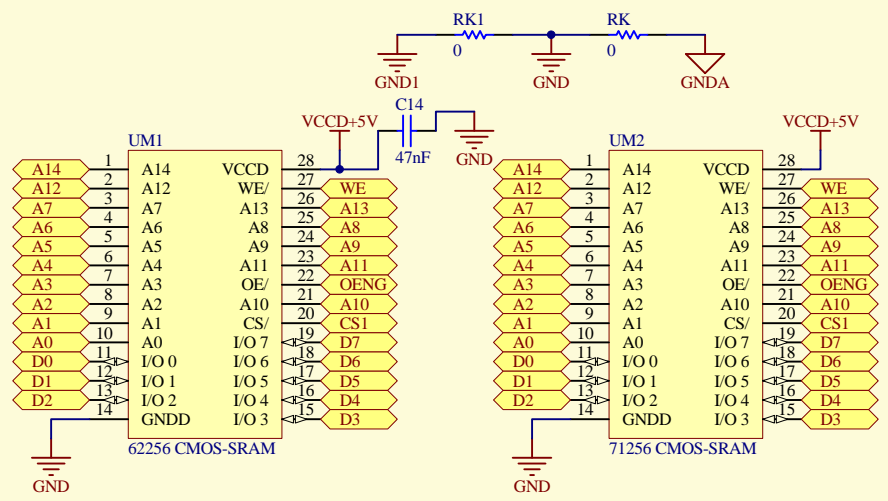 RK1
0
RK
0
GND1
GND
GNDA
C14
47nF
VCCD+5V
GND
UM1
A14 1 A14 VCCD 28
A12 2 A12 WE/ 27 WE
A7 3 A7 A13 26 A13
A6 4 A6 A8 25 A8
A5 5 A5 A9 24 A9
A4 6 A4 A11 23 A11
A3 7 A3 OE/ 22 OENG
A2 8 A2 A10 21 A10
A1 9 A1 CS/ 20 CS1
A0 10 A0 I/O 7 19 D7
D0 11 I/O 0 I/O 6 18 D6
D1 12 I/O 1 I/O 5 17 D5
D2 13 I/O 2 I/O 4 16 D4
14 GNDD I/O 3 15 D3
62256 CMOS-SRAM
GND
VCCD+5V
UM2
A14 1 A14 VCCD 28
A12 2 A12 WE/ 27 WE
A7 3 A7 A13 26 A13
A6 4 A6 A8 25 A8
A5 5 A5 A9 24 A9
A4 6 A4 A11 23 A11
A3 7 A3 OE/ 22 OENG
A2 8 A2 A10 21 A10
A1 9 A1 CS/ 20 CS1
A0 10 A0 I/O 7 19 D7
D0 11 I/O 0 I/O 6 18 D6
D1 12 I/O 1 I/O 5 17 D5
D2 13 I/O 2 I/O 4 16 D4
14 GNDD I/O 3 15 D3
71256 CMOS-SRAM
GND